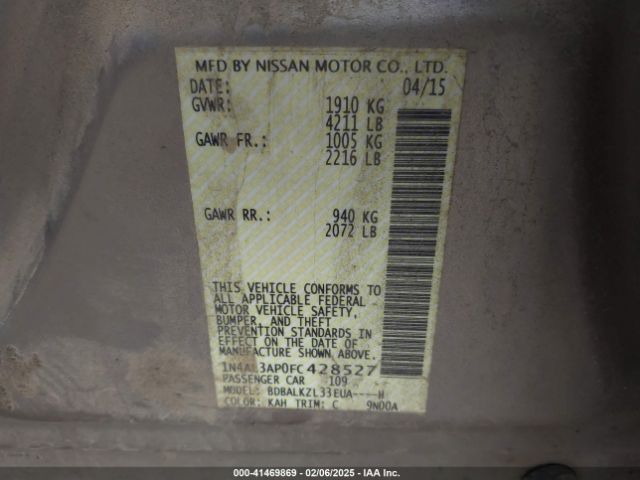 MFD BY NISSAN MOTOR CO., LTD.
DATE: 04/15
GVWR: 1910 KG
4211 LB
GAWR FR.: 1005 KG
2216 LB
GAWR RR.: 940 KG
2072 LB
THIS VEHICLE CONFORMS TO
ALL APPLICABLE FEDERAL
MOTOR VEHICLE SAFETY,
BUMPER, AND THEFT
PREVENTION STANDARDS IN
EFFECT ON THE DATE OF
MANUFACTURE SHOWN ABOVE.
1N4AL3AP0FC428527
PASSENGER CAR 109
MODEL: BDBALKZL33EUA----H
COLOR: KAH TRIM: C 9N00A
000-41469869 | 02/06/2025 | IAA Inc.